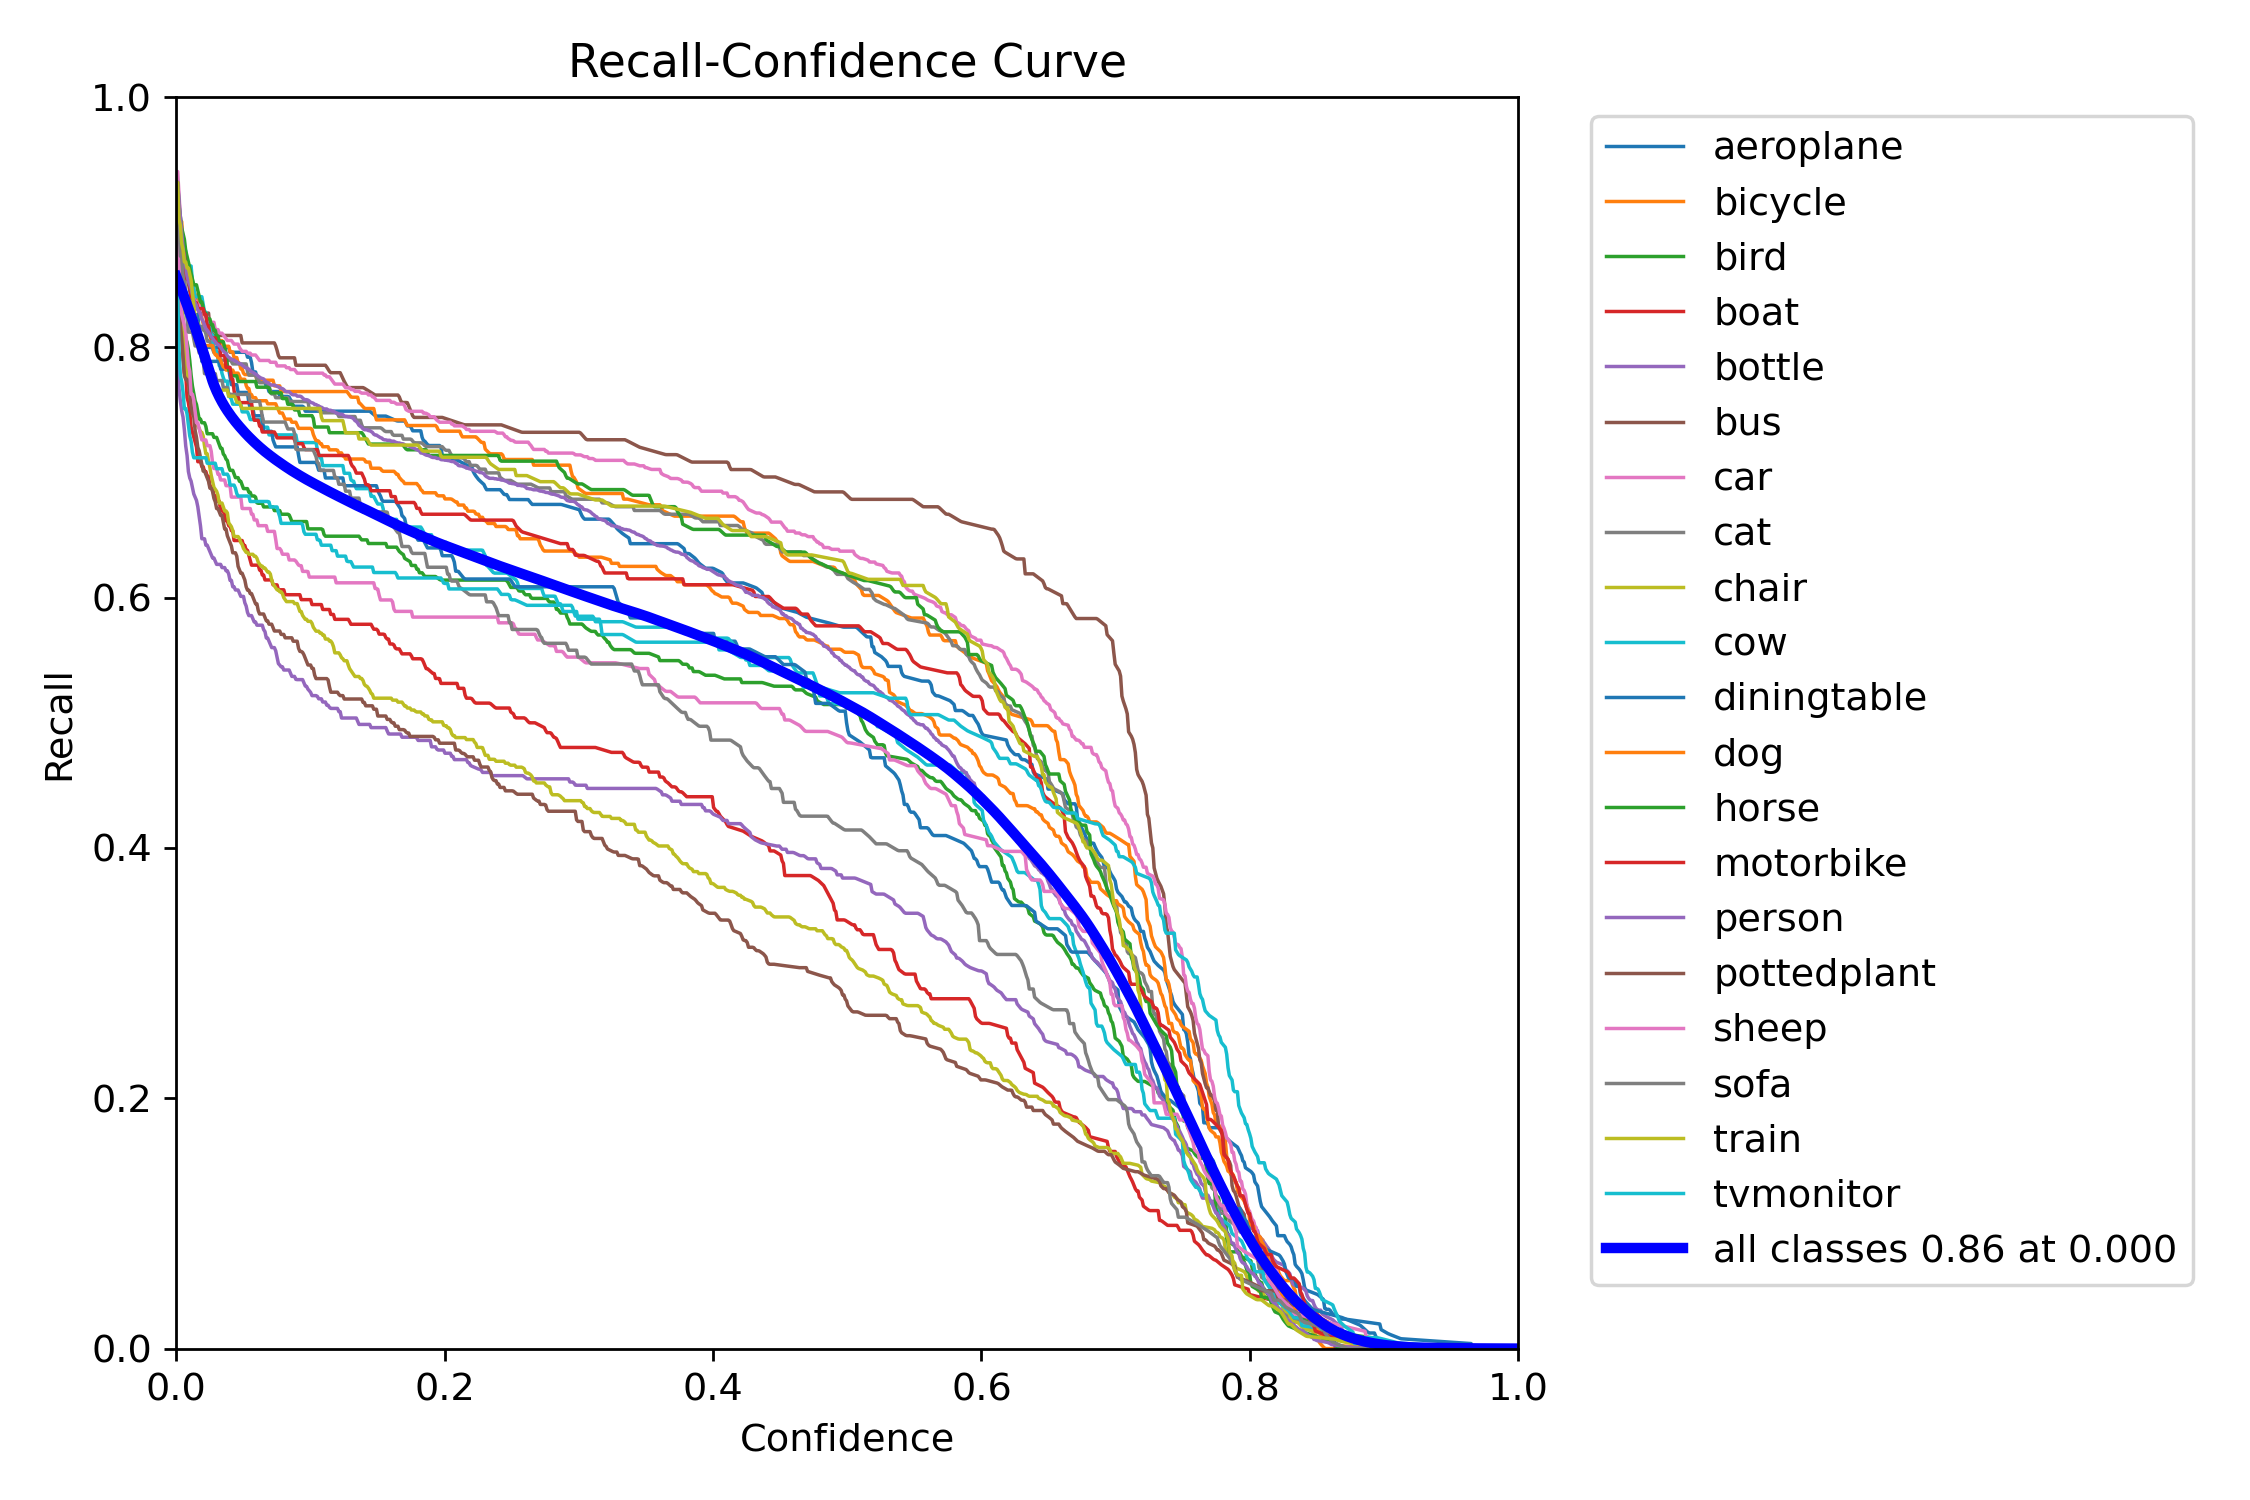 Recall-Confidence Curve
1.0
0.8
0.6
0.4
0.2
0.0
Recall
0.0 0.2 0.4 0.6 0.8 1.0
Confidence
aeroplane
bicycle
bird
boat
bottle
bus
car
cat
chair
cow
diningtable
dog
horse
motorbike
person
pottedplant
sheep
sofa
train
tvmonitor
all classes 0.86 at 0.000